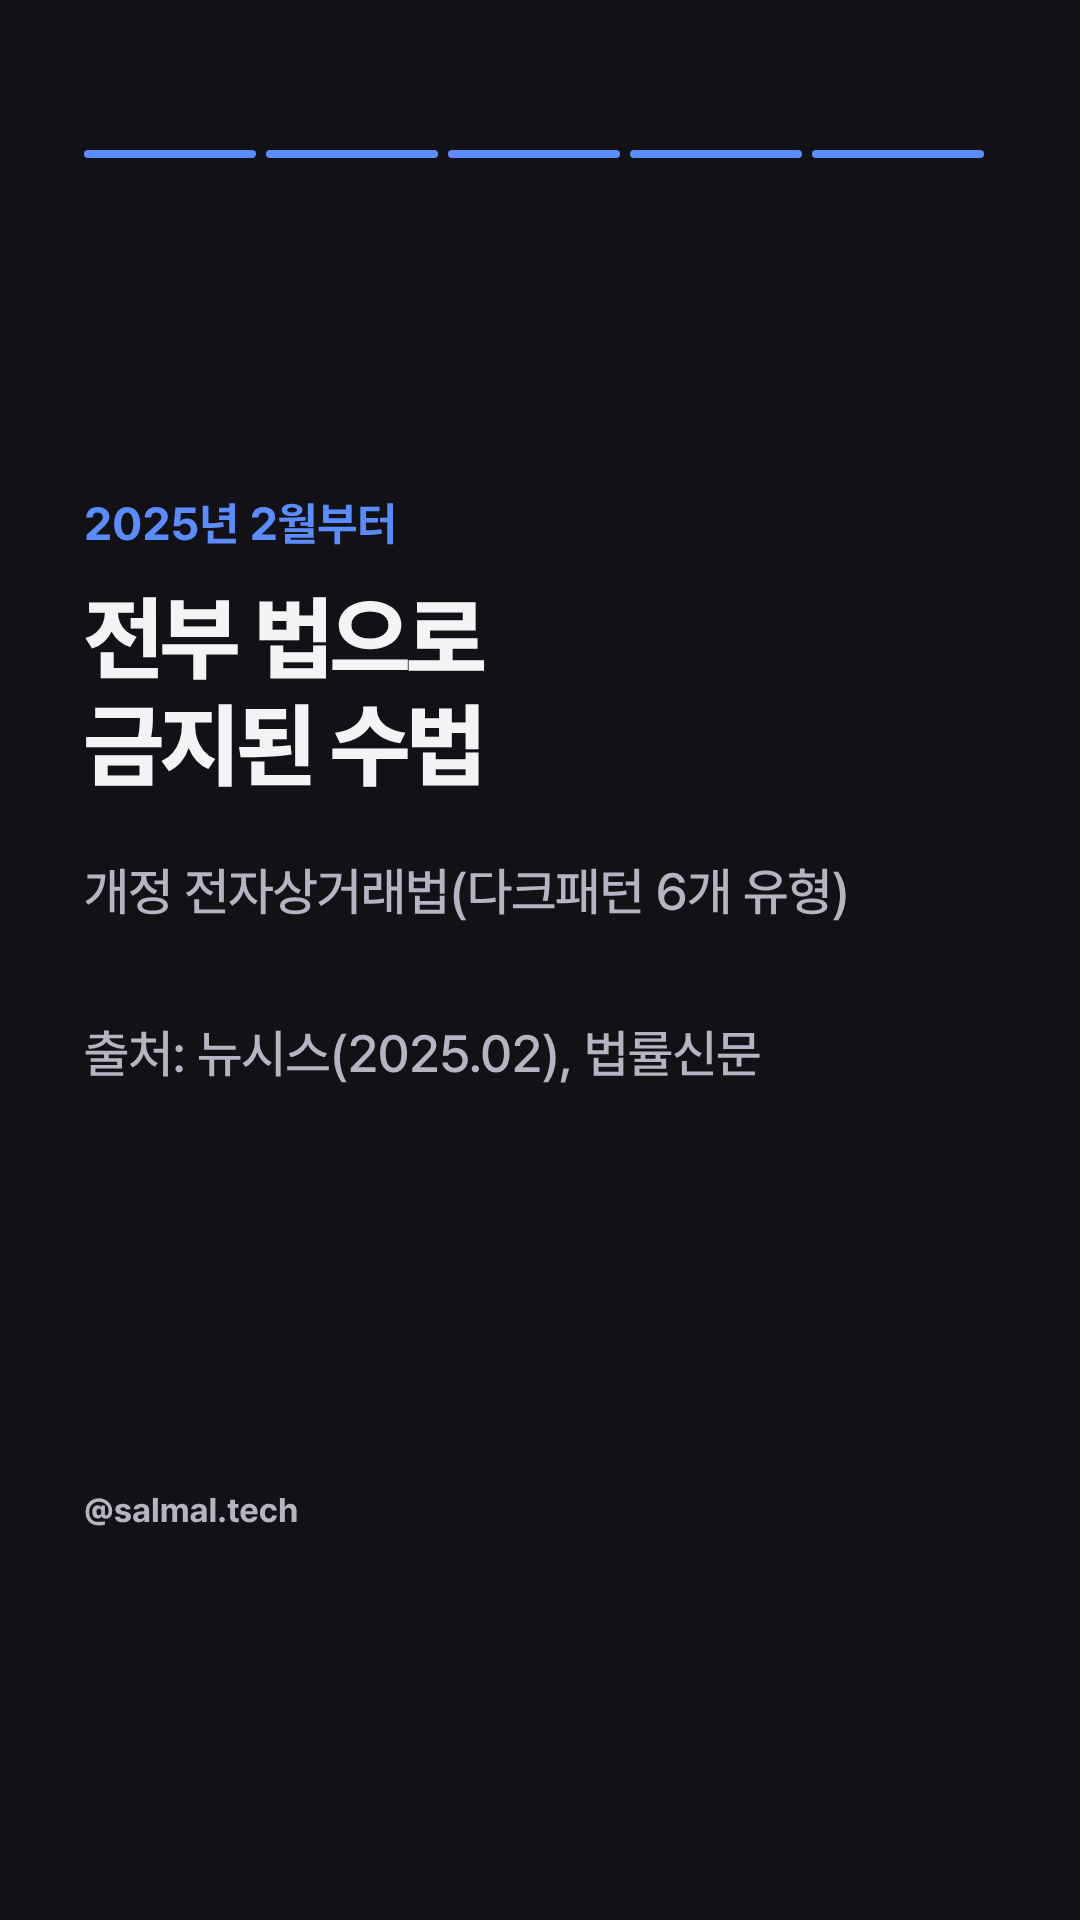 2025년 2월부터
전부 법으로
금지된 수법
개정 전자상거래법(다크패턴 6개 유형)
출처: 뉴시스(2025.02), 법률신문
@salmal.tech